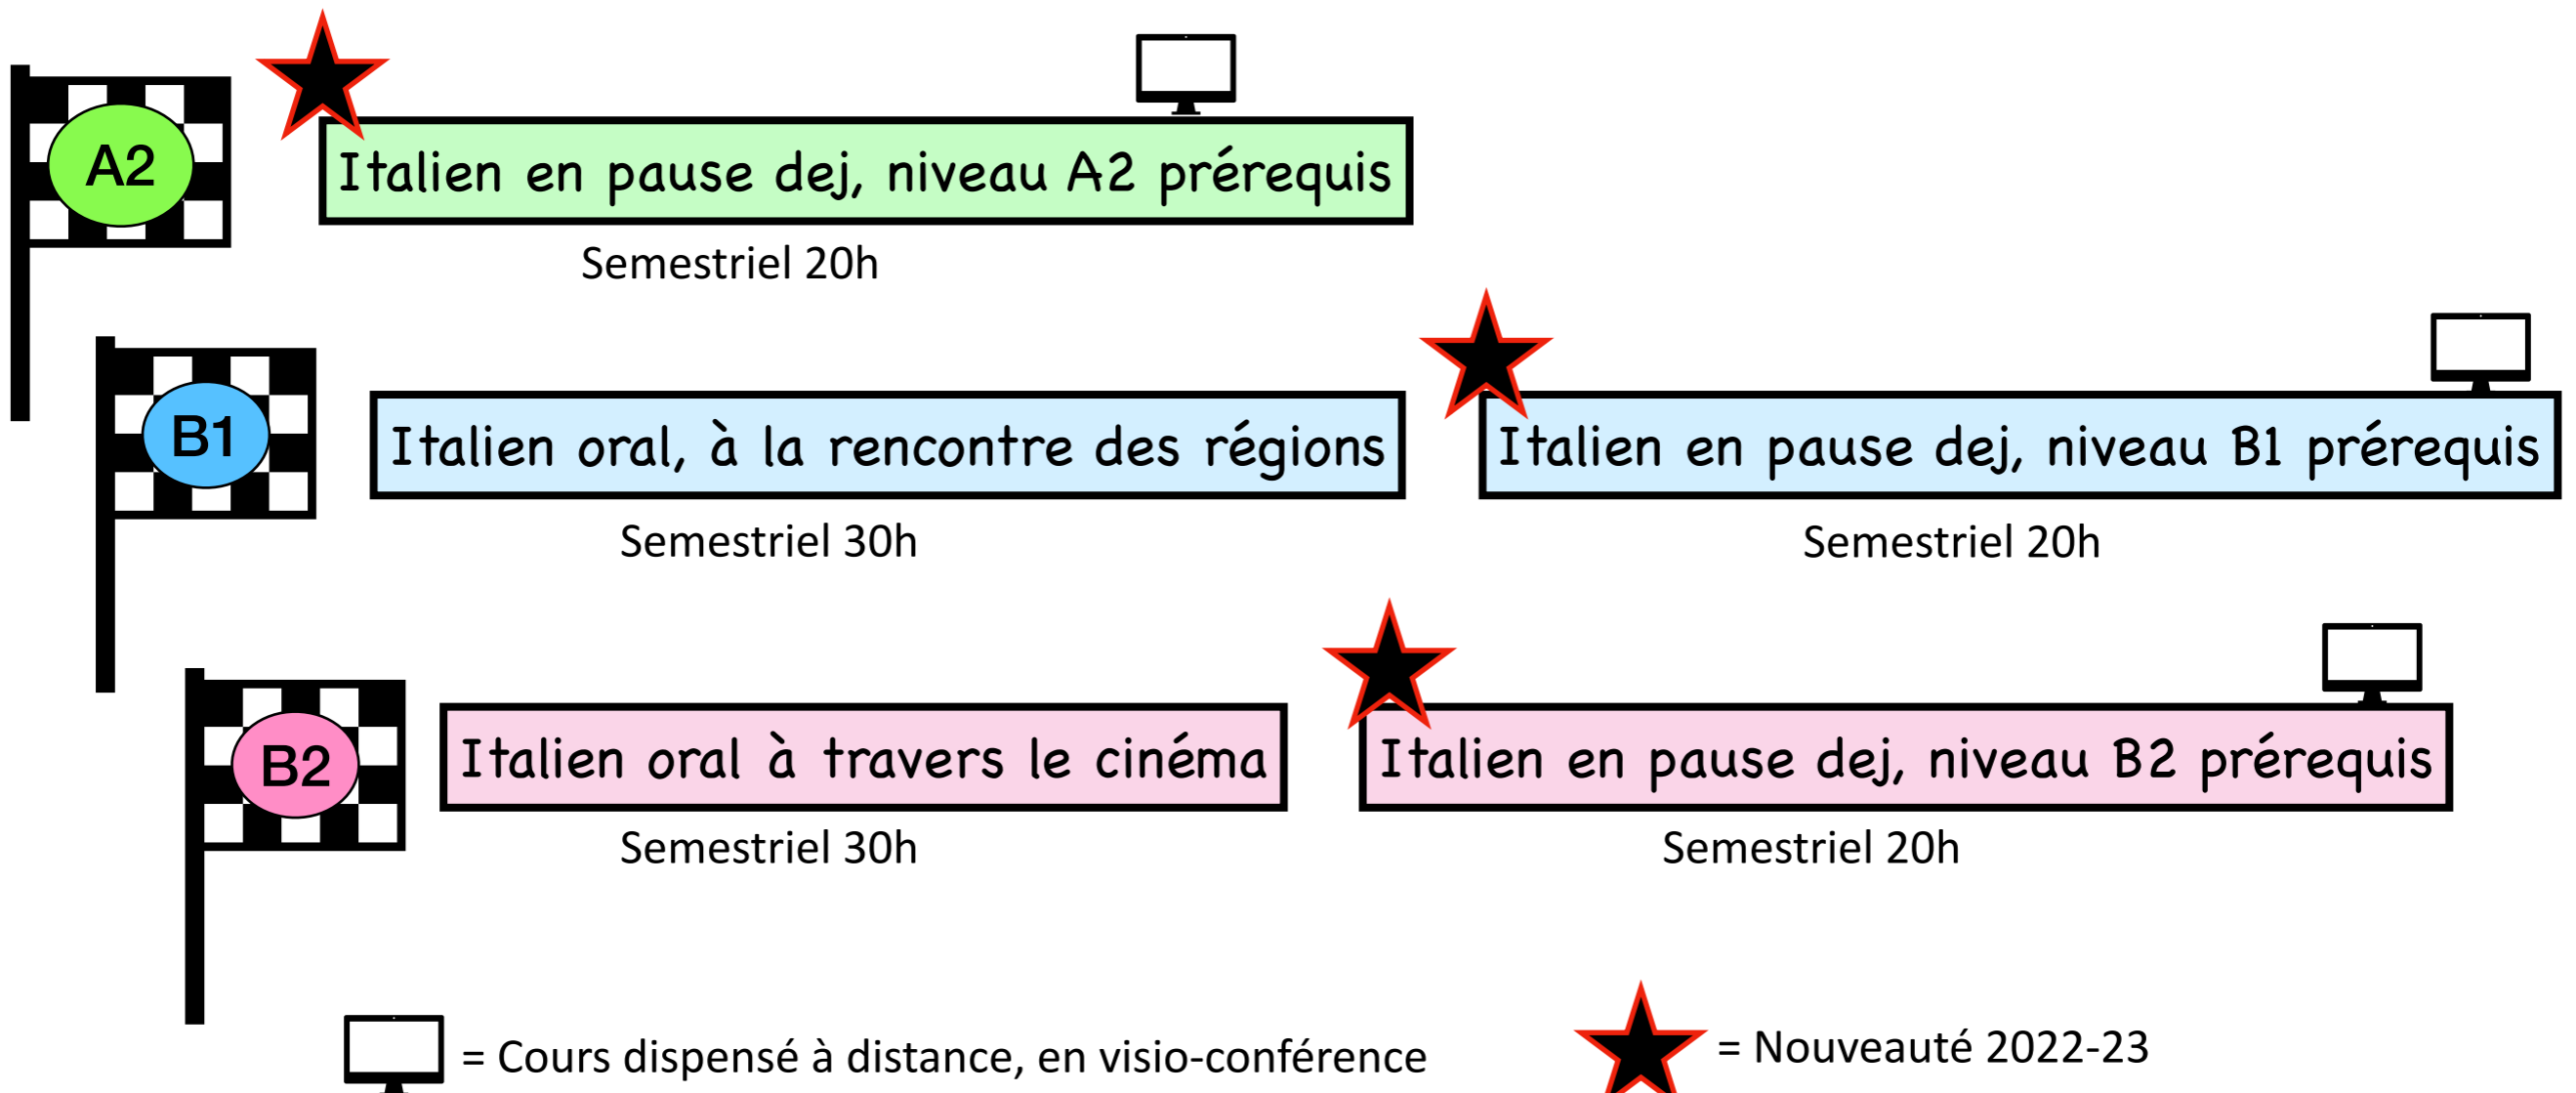 A2
Italien en pause dej, niveau A2 prérequis
Semestriel 20h
B1
Italien oral, à la rencontre des régions
Italien en pause dej, niveau B1 prérequis
Semestriel 30h
Semestriel 20h
B2
Italien oral à travers le cinéma
Italien en pause dej, niveau B2 prérequis
Semestriel 30h
Semestriel 20h
= Cours dispensé à distance, en visio-conférence
= Nouveauté 2022-23